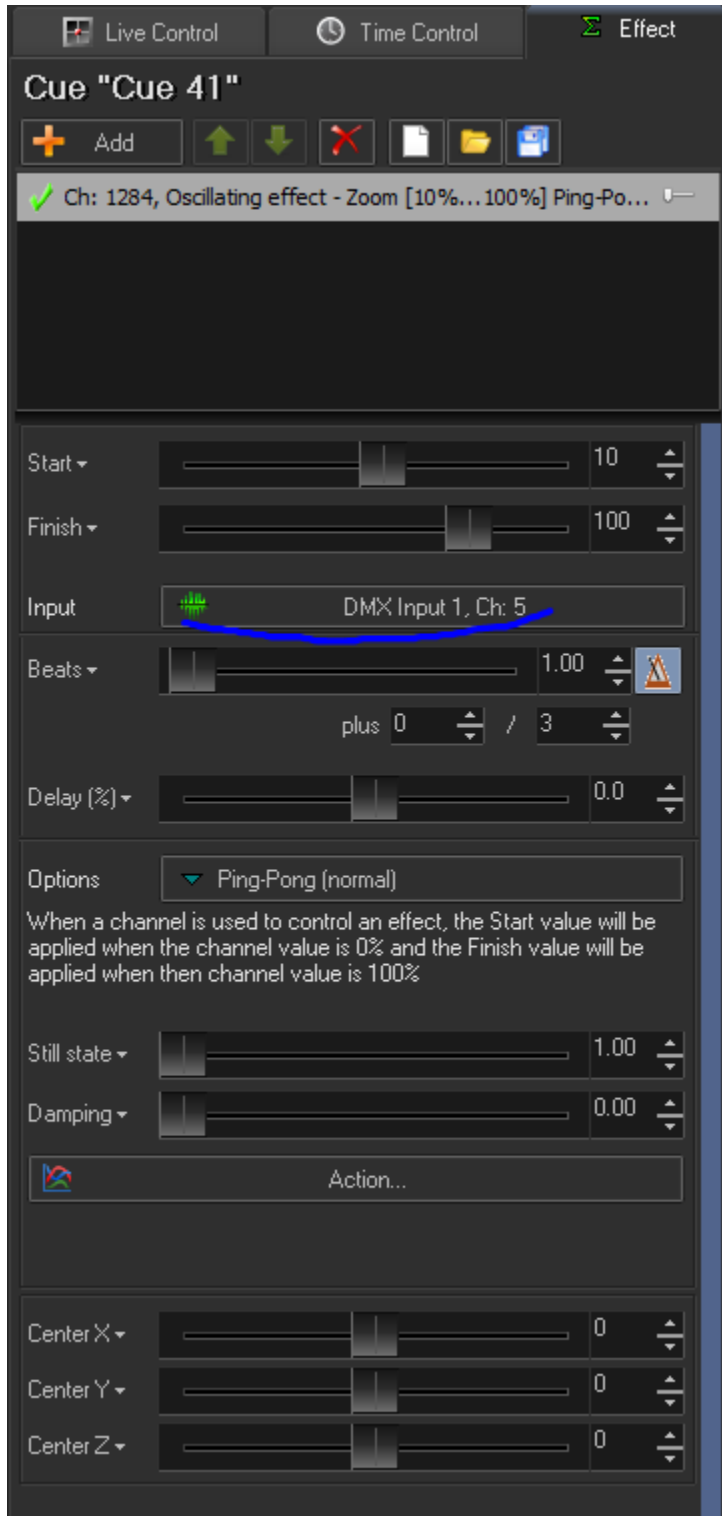 Live Control Time Control Effect
Cue "Cue 41"
Add
Ch: 1284, Oscillating effect - Zoom [10%...100%] Ping-Po...
Start 10
Finish 100
Input DMX Input 1, Ch: 5
Beats 1.00
plus 0 / 3
Delay (%) 0.0
Options Ping-Pong (normal)
When a channel is used to control an effect, the Start value will be
applied when the channel value is 0% and the Finish value will be
applied when then channel value is 100%
Still state 1.00
Damping 0.00
Action...
Center X 0
Center Y 0
Center Z 0